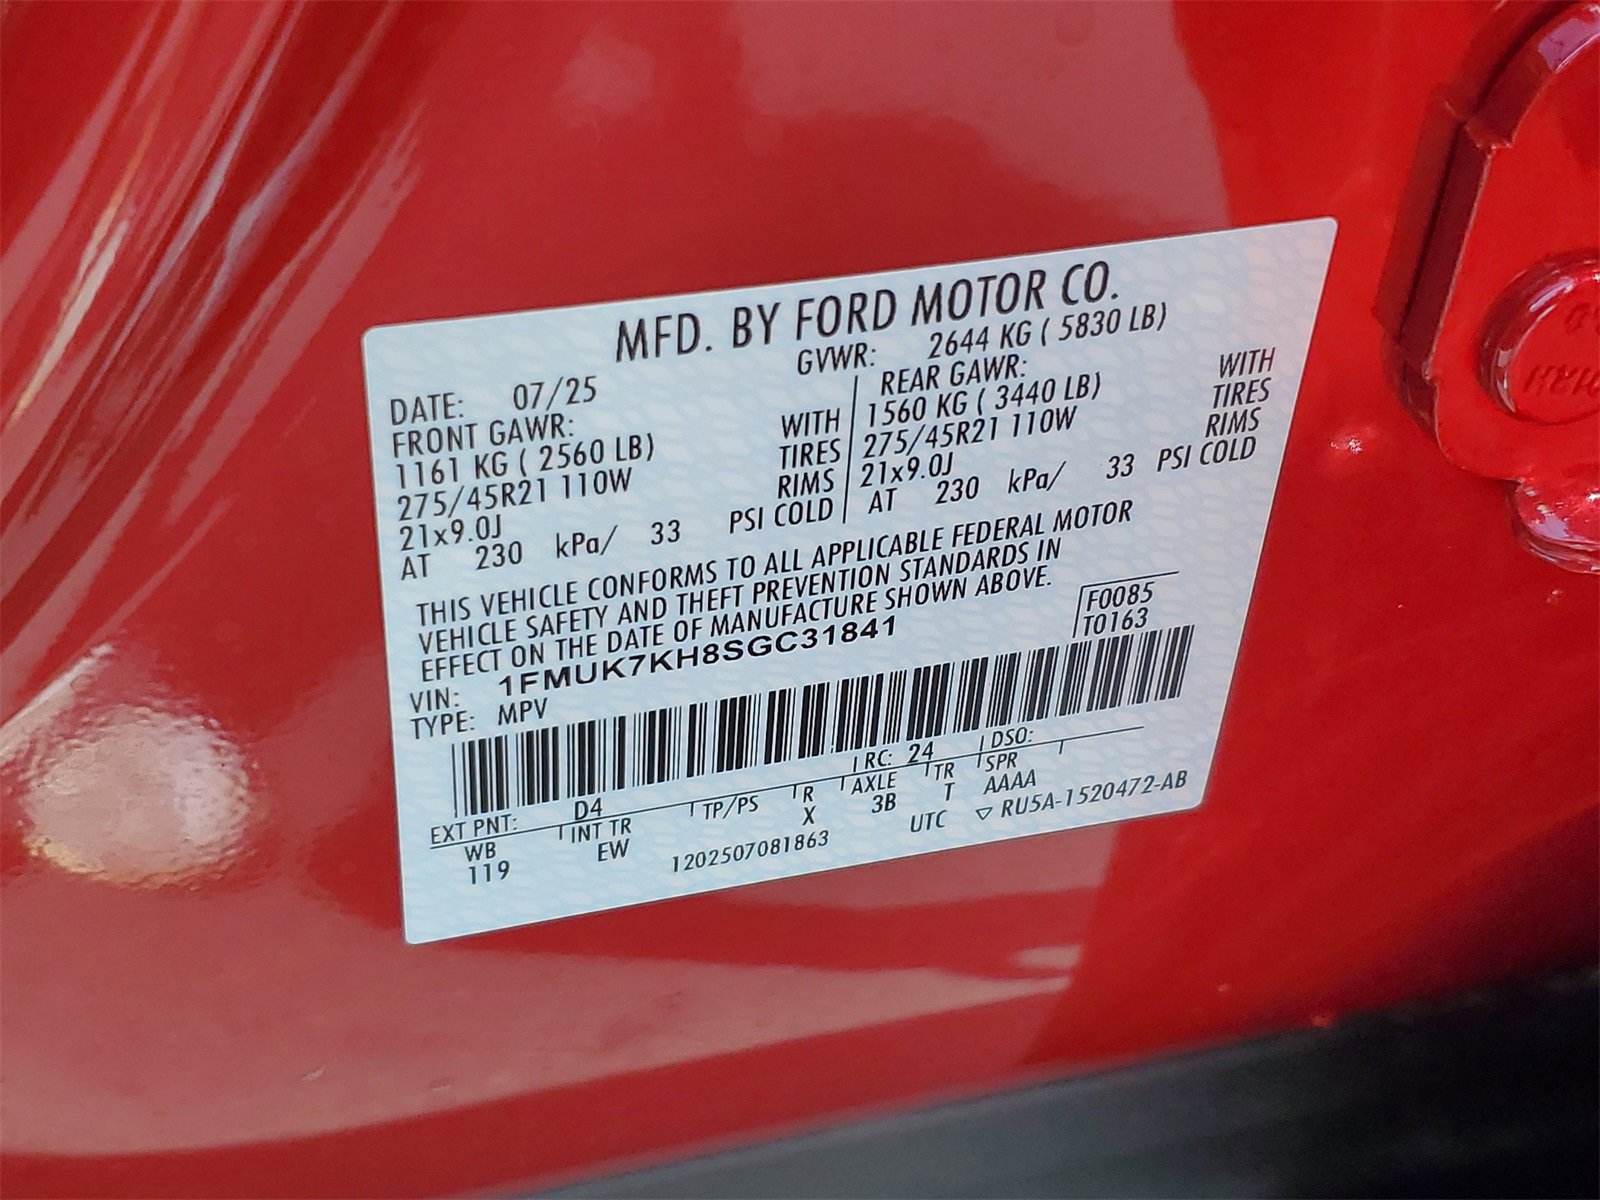 MFD. BY FORD MOTOR CO.
DATE: 07/25 GVWR: 2644 KG ( 5830 LB)
FRONT GAWR: REAR GAWR:
1161 KG ( 2560 LB) WITH 1560 KG ( 3440 LB) WITH
275/45R21 110W TIRES 275/45R21 110W TIRES
21x9.0J RIMS 21x9.0J RIMS
AT 230 kPa/ 33 PSI COLD AT 230 kPa/ 33 PSI COLD
THIS VEHICLE CONFORMS TO ALL APPLICABLE FEDERAL MOTOR
VEHICLE SAFETY AND THEFT PREVENTION STANDARDS IN
EFFECT ON THE DATE OF MANUFACTURE SHOWN ABOVE.
F0085
T0163
VIN: 1FMUK7KH8SGC31841
TYPE: MPV
EXT PNT: D4 RC: 24 DSO:
WB INT TR TP/PS R AXLE TR SPR
119 EW X 3B T AAAA
1202507081863 UTC ▽ RU5A-1520472-AB